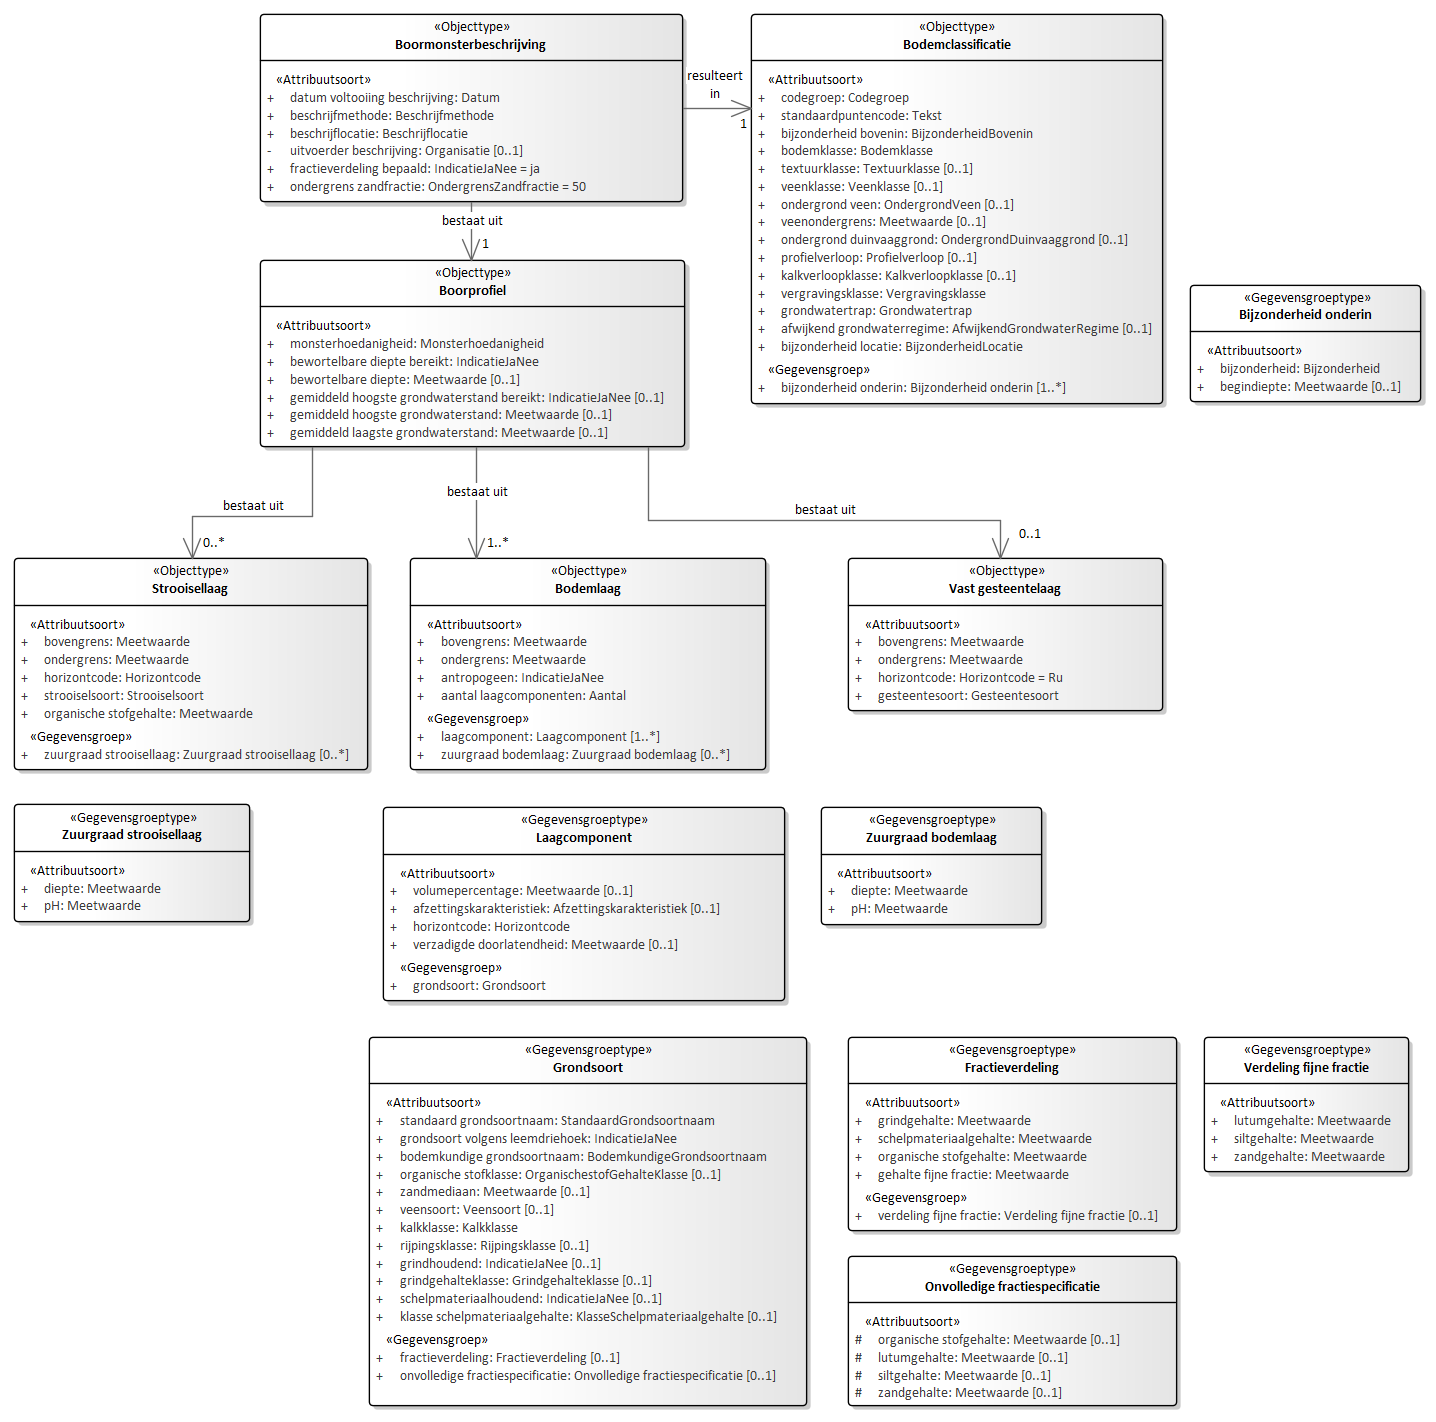 «Objecttype»
Boormonsterbeschrijving
«Attribuutsoort»
+ datum voltooiing beschrijving: Datum
+ beschrijfmethode: Beschrijfmethode
+ beschrijflocatie: Beschrijflocatie
- uitvoerder beschrijving: Organisatie [0..1]
+ fractieverdeling bepaald: IndicatieJaNee = ja
+ ondergrens zandfractie: OndergrensZandfractie = 50
resulteert
in
1
«Objecttype»
Bodemclassificatie
«Attribuutsoort»
+ codegroep: Codegroep
+ standaardpuntencode: Tekst
+ bijzonderheid bovenin: BijzonderheidBovenin
+ bodemklasse: Bodemklasse
+ textuurklasse: Textuurklasse [0..1]
+ veenklasse: Veenklasse [0..1]
+ ondergrond veen: OndergrondVeen [0..1]
+ veenondergrens: Meetwaarde [0..1]
+ ondergrond duinvaaggrond: OndergrondDuinvaaggrond [0..1]
+ profielverloop: Profielverloop [0..1]
+ kalkverloopklasse: Kalkverloopklasse [0..1]
+ vergravingsklasse: Vergravingsklasse
+ grondwatertrap: Grondwatertrap
+ afwijkend grondwaterregime: AfwijkendGrondwaterRegime [0..1]
+ bijzonderheid locatie: BijzonderheidLocatie
«Gegevensgroep»
+ bijzonderheid onderin: Bijzonderheid onderin [1..*]
«Gegevensgroeptype»
Bijzonderheid onderin
«Attribuutsoort»
+ bijzonderheid: Bijzonderheid
+ begindiepte: Meetwaarde [0..1]
bestaat uit
1
«Objecttype»
Boorprofiel
«Attribuutsoort»
+ monsterhoedanigheid: Monsterhoedanigheid
+ bewortelbare diepte bereikt: IndicatieJaNee
+ bewortelbare diepte: Meetwaarde [0..1]
+ gemiddeld hoogste grondwaterstand bereikt: IndicatieJaNee [0..1]
+ gemiddeld hoogste grondwaterstand: Meetwaarde [0..1]
+ gemiddeld laagste grondwaterstand: Meetwaarde [0..1]
bestaat uit
0..*
bestaat uit
1..*
bestaat uit
0..1
«Objecttype»
Strooisellaag
«Attribuutsoort»
+ bovengrens: Meetwaarde
+ ondergrens: Meetwaarde
+ horizontcode: Horizontcode
+ strooiselsoort: Strooiselsoort
+ organische stofgehalte: Meetwaarde
«Gegevensgroep»
+ zuurgraad strooisellaag: Zuurgraad strooisellaag [0..*]
«Objecttype»
Bodemlaag
«Attribuutsoort»
+ bovengrens: Meetwaarde
+ ondergrens: Meetwaarde
+ antropogeen: IndicatieJaNee
+ aantal laagcomponenten: Aantal
«Gegevensgroep»
+ laagcomponent: Laagcomponent [1..*]
+ zuurgraad bodemlaag: Zuurgraad bodemlaag [0..*]
«Objecttype»
Vast gesteentelaag
«Attribuutsoort»
+ bovengrens: Meetwaarde
+ ondergrens: Meetwaarde
+ horizontcode: Horizontcode = Ru
+ gesteentesoort: Gesteentesoort
«Gegevensgroeptype»
Zuurgraad strooisellaag
«Attribuutsoort»
+ diepte: Meetwaarde
+ pH: Meetwaarde
«Gegevensgroeptype»
Laagcomponent
«Attribuutsoort»
+ volumepercentage: Meetwaarde [0..1]
+ afzettingskarakteristiek: Afzettingskarakteristiek [0..1]
+ horizontcode: Horizontcode
+ verzadigde doorlatendheid: Meetwaarde [0..1]
«Gegevensgroep»
+ grondsoort: Grondsoort
«Gegevensgroeptype»
Zuurgraad bodemlaag
«Attribuutsoort»
+ diepte: Meetwaarde
+ pH: Meetwaarde
«Gegevensgroeptype»
Grondsoort
«Attribuutsoort»
+ standaard grondsoortnaam: StandaardGrondsoortnaam
+ grondsoort volgens leemdriehoek: IndicatieJaNee
+ bodemkundige grondsoortnaam: BodemkundigeGrondsoortnaam
+ organische stofklasse: OrganischestofGehalteKlasse [0..1]
+ zandmediaan: Meetwaarde [0..1]
+ veensoort: Veensoort [0..1]
+ kalkklasse: Kalkklasse
+ rijpingsklasse: Rijpingsklasse [0..1]
+ grindhoudend: IndicatieJaNee [0..1]
+ grindgehalteklasse: Grindgehalteklasse [0..1]
+ schelpmateriaalhoudend: IndicatieJaNee [0..1]
+ klasse schelpmateriaalgehalte: KlasseSchelpmateriaalgehalte [0..1]
«Gegevensgroep»
+ fractieverdeling: Fractieverdeling [0..1]
+ onvolledige fractiespecificatie: Onvolledige fractiespecificatie [0..1]
«Gegevensgroeptype»
Fractieverdeling
«Attribuutsoort»
+ grindgehalte: Meetwaarde
+ schelpmateriaalgehalte: Meetwaarde
+ organische stofgehalte: Meetwaarde
+ gehalte fijne fractie: Meetwaarde
«Gegevensgroep»
+ verdeling fijne fractie: Verdeling fijne fractie [0..1]
«Gegevensgroeptype»
Verdeling fijne fractie
«Attribuutsoort»
+ lutumgehalte: Meetwaarde
+ siltgehalte: Meetwaarde
+ zandgehalte: Meetwaarde
«Gegevensgroeptype»
Onvolledige fractiespecificatie
«Attribuutsoort»
# organische stofgehalte: Meetwaarde [0..1]
# lutumgehalte: Meetwaarde [0..1]
# siltgehalte: Meetwaarde [0..1]
# zandgehalte: Meetwaarde [0..1]